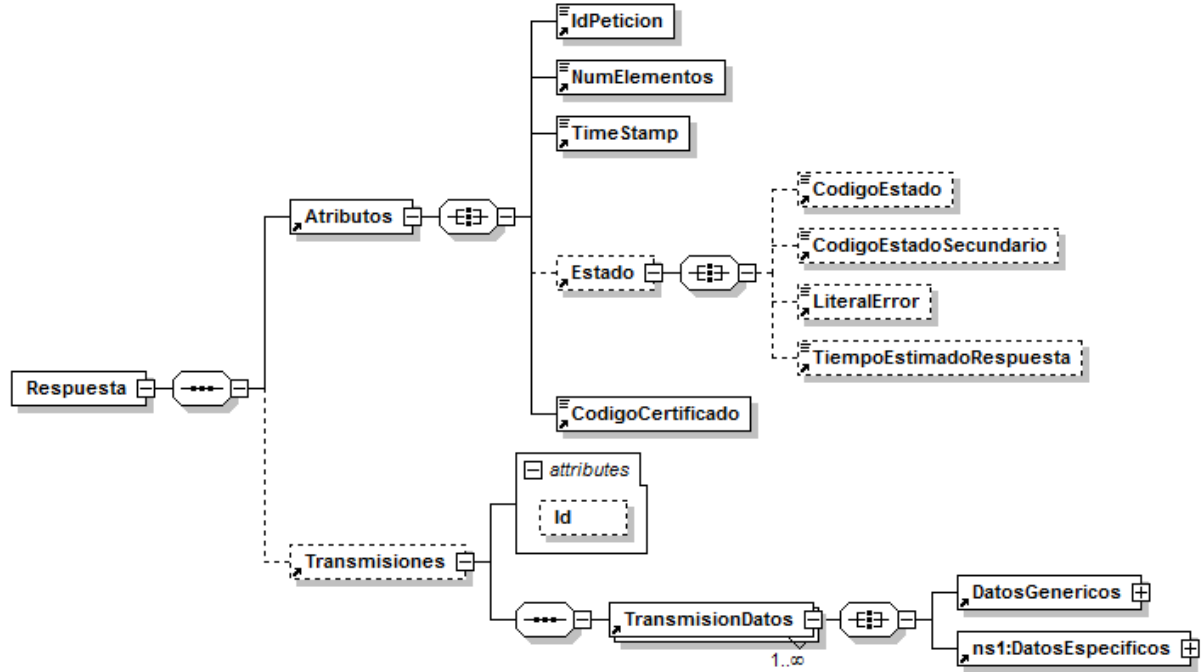 IdPeticion
NumElementos
TimeStamp
CodigoEstado
Atributos
CodigoEstadoSecundario
Estado
LiteralError
TiempoEstimadoRespuesta
Respuesta
CodigoCertificado
attributes
Id
Transmisiones
DatosGenericos
TransmisionDatos
ns1:DatosEspecificos
1..∞